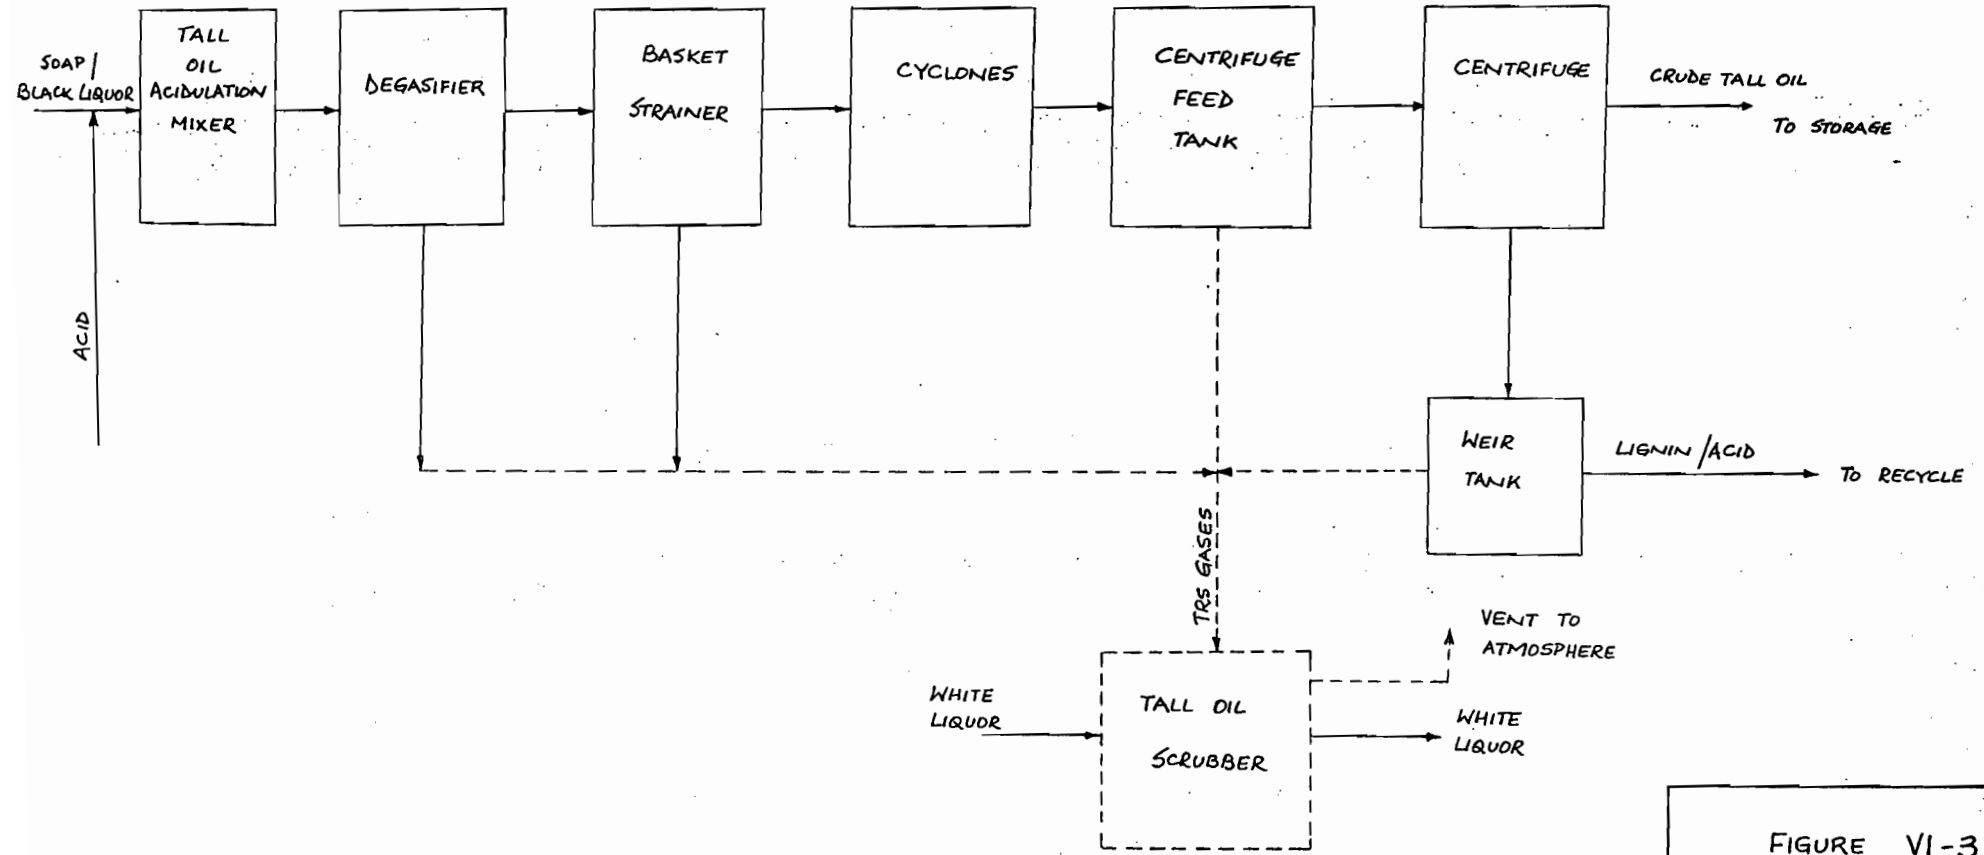 SOAP/
BLACK LIQUOR
ACID
TALL
OIL
ACIDULATION
MIXER
DEGASIFIER
BASKET
STRAINER
CYCLONES
CENTRIFUGE
FEED
TANK
CENTRIFUGE
CRUDE TALL OIL
TO STORAGE
WEIR
TANK
LIGNIN/ACID
TO RECYCLE
TRS GASES
VENT TO
ATMOSPHERE
WHITE
LIQUOR
TALL OIL
SCRUBBER
WHITE
LIQUOR
FIGURE VI-3